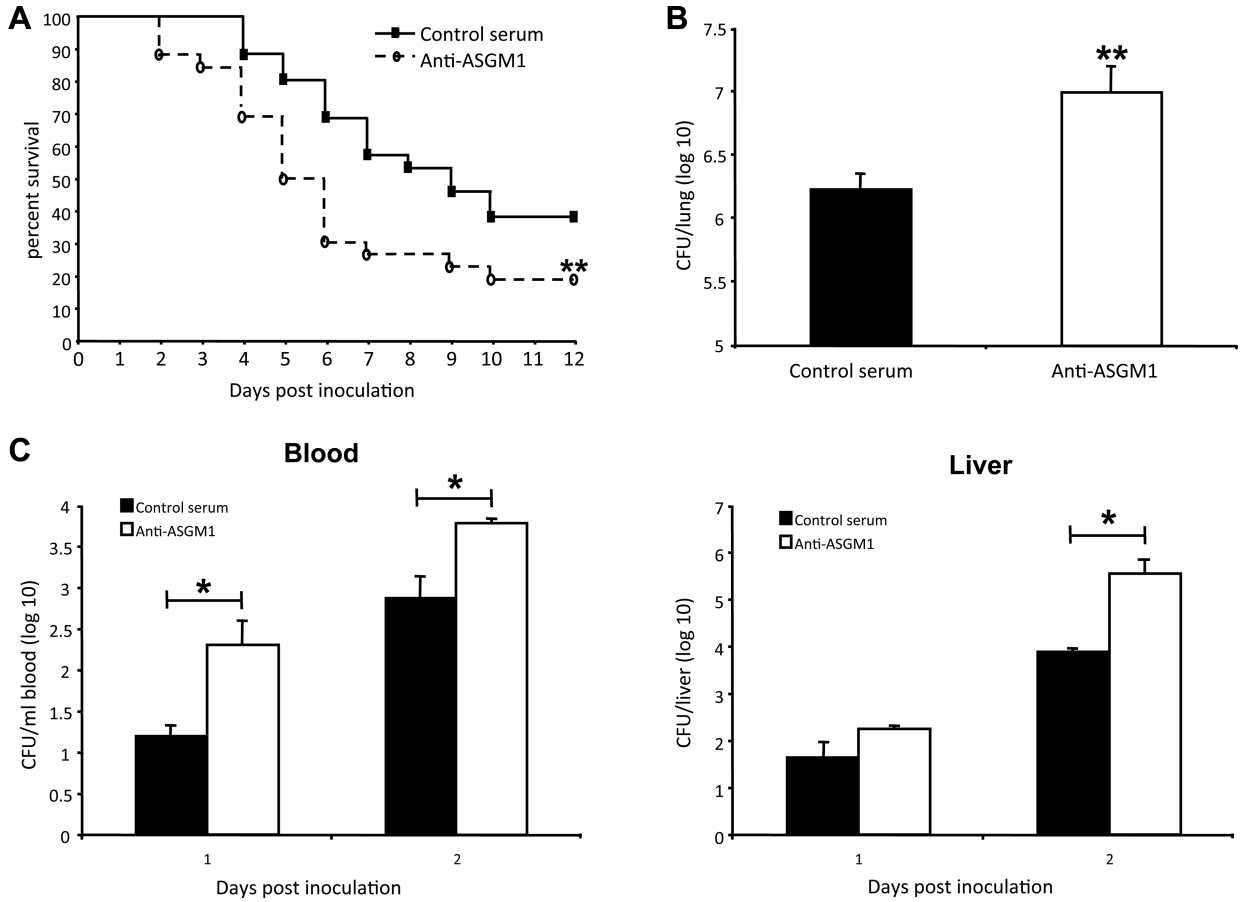 A
100
90
80
70
60
50
40
30
20
10
0
percent survival
Control serum
Anti-ASGM1
**
0 1 2 3 4 5 6 7 8 9 10 11 12
Days post inoculation
B
7.5
7
6.5
6
5.5
5
CFU/lung (log 10)
**
Control serum Anti-ASGM1
C
Blood
4
3.5
3
2.5
2
1.5
1
0.5
0
CFU/ml blood (log 10)
Control serum
Anti-ASGM1
*
*
1 2
Days post inoculation
Liver
7
6
5
4
3
2
1
0
CFU/liver (log 10)
Control serum
Anti-ASGM1
*
1 2
Days post inoculation